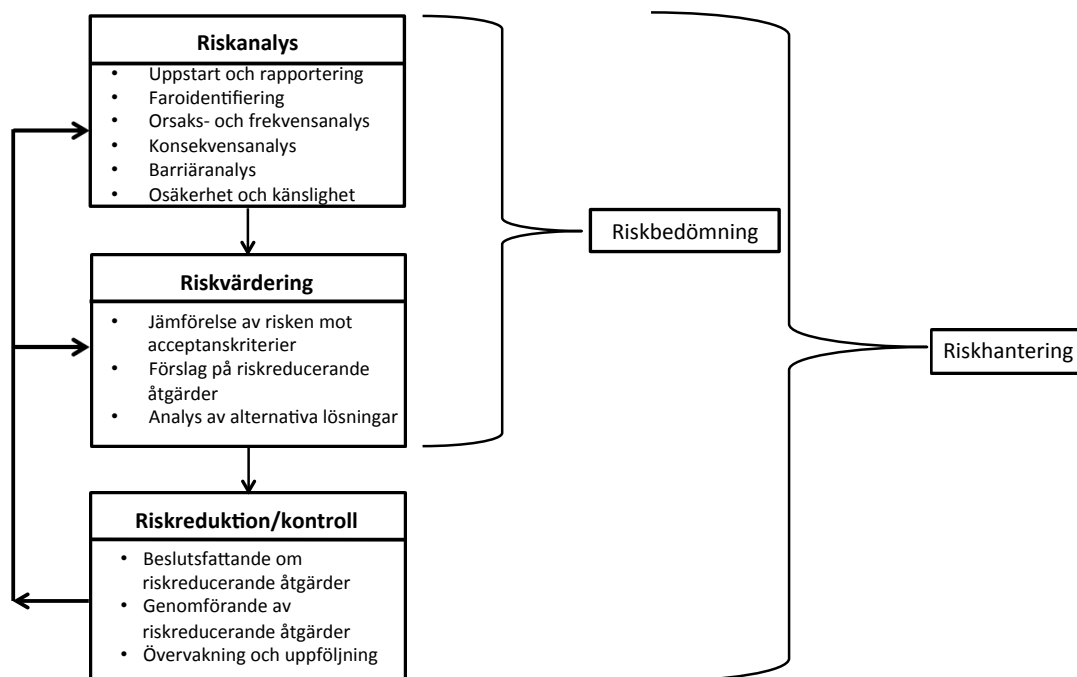 Riskanalys
• Uppstart och rapportering
• Faroidentifiering
• Orsaks- och frekvensanalys
• Konsekvensanalys
• Barriäranalys
• Osäkerhet och känslighet
Riskvärdering
• Jämförelse av risken mot
acceptanskriterier
• Förslag på riskreducerande
åtgärder
• Analys av alternativa lösningar
Riskreduktion/kontroll
• Beslutsfattande om
riskreducerande åtgärder
• Genomförande av
riskreducerande åtgärder
• Övervakning och uppföljning
Riskbedömning
Riskhantering